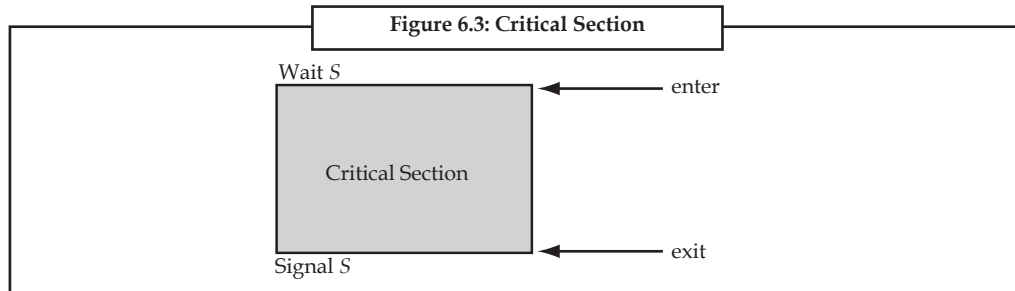 Figure 6.3: Critical Section
Wait S
enter
Critical Section
exit
Signal S